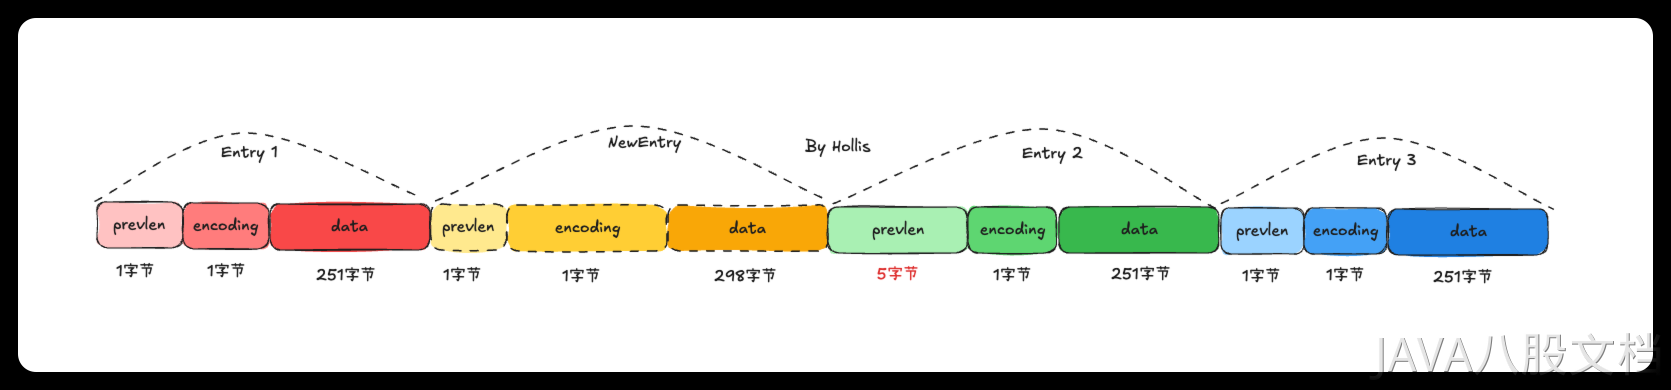 Entry 1
NewEntry
By Hollis
Entry 2
Entry 3
prevlen encoding data prevlen encoding data prevlen encoding data prevlen encoding data
1字节 1字节 251字节 1字节 1字节 298字节 5字节 1字节 251字节 1字节 1字节 251字节
JAVA八股文档